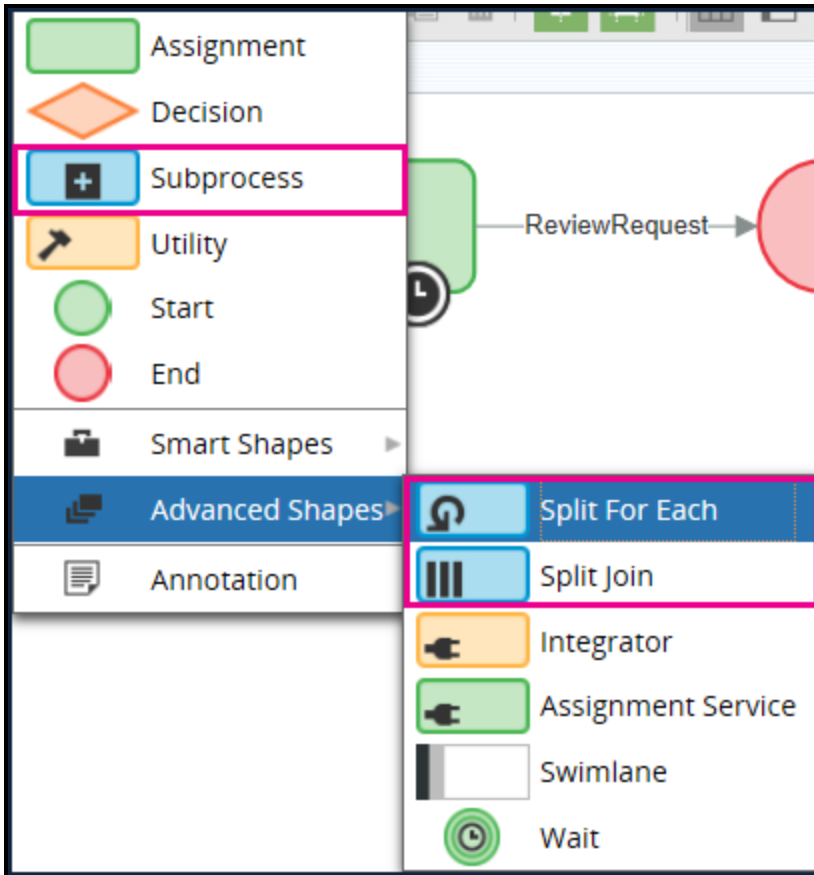 Assignment
Decision
Subprocess
Utility
Start
End
Smart Shapes
Advanced Shapes
Annotation
ReviewRequest
Split For Each
Split Join
Integrator
Assignment Service
Swimlane
Wait